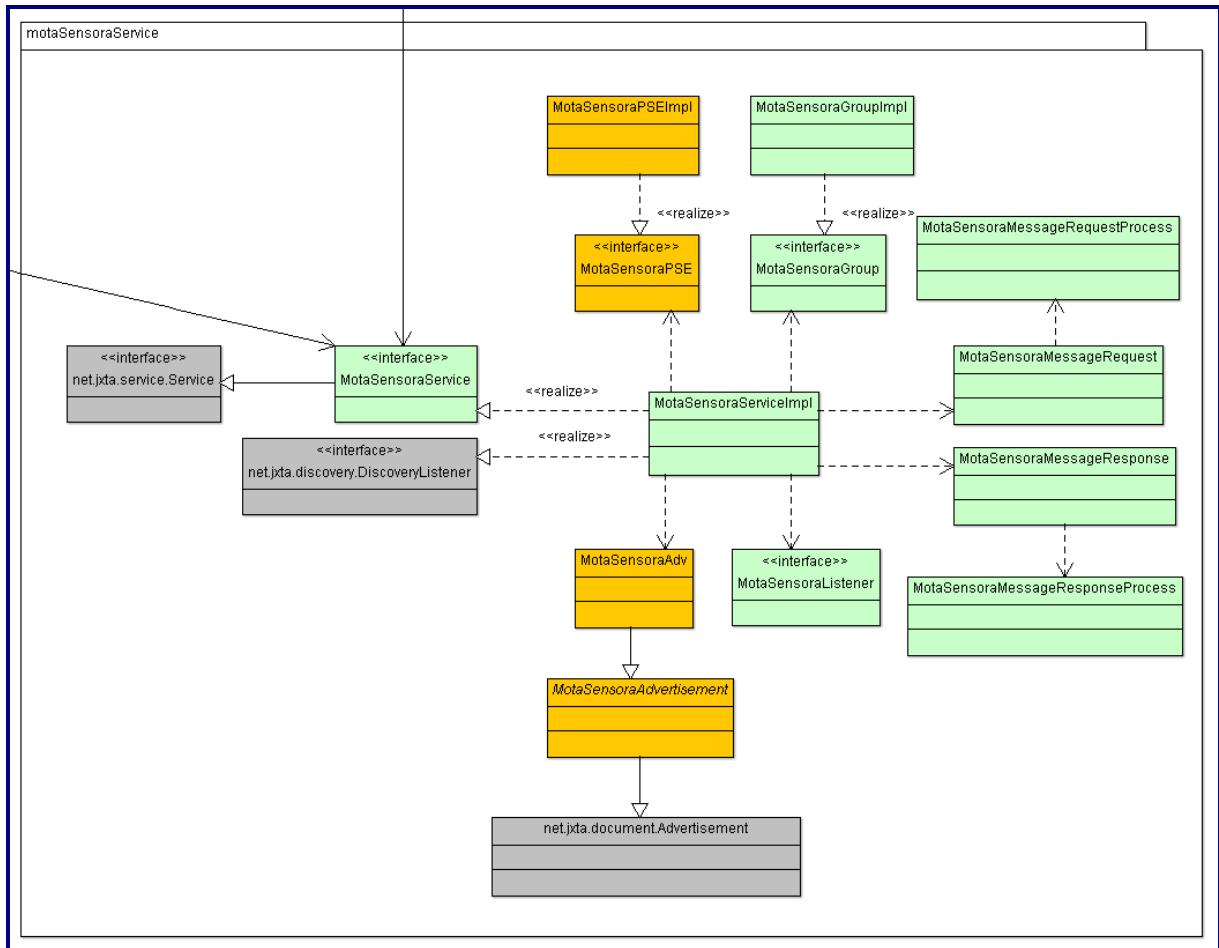 motaSensoraService
MotaSensoraPSEImpl
MotaSensoraGroupImpl
<<realize>>
<<realize>>
MotaSensoraMessageRequestProcess
<<interface>>
MotaSensoraPSE
<<interface>>
MotaSensoraGroup
<<interface>>
net.jxta.service.Service
<<interface>>
MotaSensoraService
MotaSensoraMessageRequest
<<realize>>
MotaSensoraServiceImpl
<<realize>>
<<interface>>
net.jxta.discovery.DiscoveryListener
MotaSensoraMessageResponse
MotaSensoraAdv
<<interface>>
MotaSensoraListener
MotaSensoraMessageResponseProcess
MotaSensoraAdvertisement
net.jxta.document.Advertisement